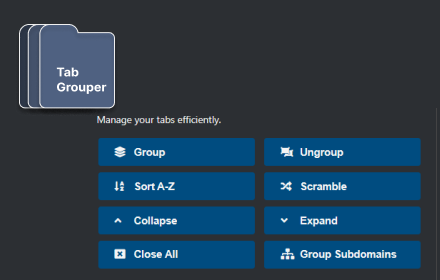 Tab
Grouper
Manage your tabs efficiently.
Group
Ungroup
Sort A-Z
Scramble
Collapse
Expand
Close All
Group Subdomains